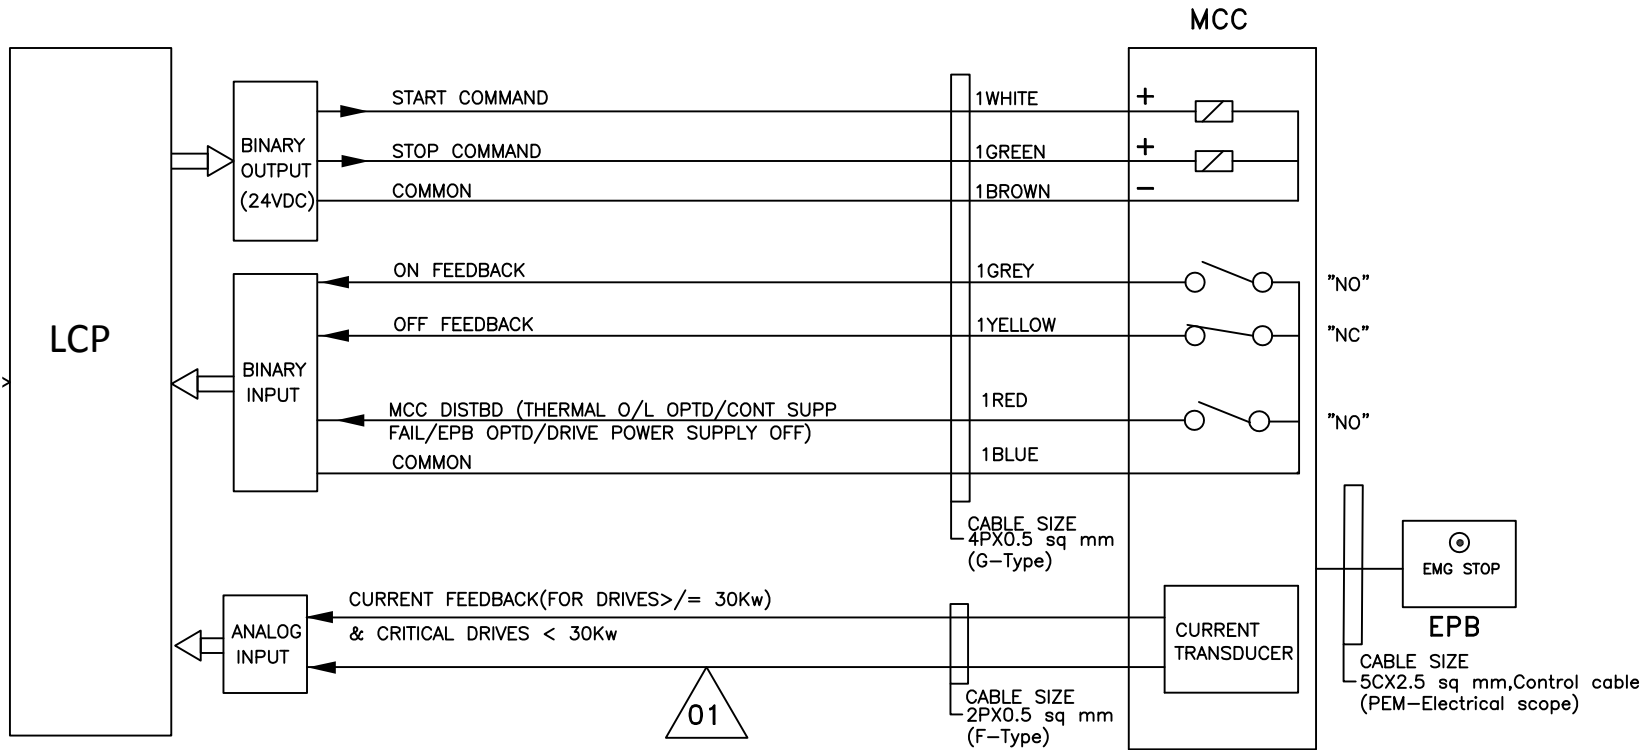 MCC
LCP
BINARY
OUTPUT
(24VDC)
START COMMAND
1WHITE
+
STOP COMMAND
1GREEN
+
COMMON
1BROWN
−
BINARY
INPUT
ON FEEDBACK
1GREY
"NO"
OFF FEEDBACK
1YELLOW
"NC"
MCC DISTBD (THERMAL O/L OPTD/CONT SUPP
FAIL/EPB OPTD/DRIVE POWER SUPPLY OFF)
1RED
"NO"
COMMON
1BLUE
CABLE SIZE
4PX0.5 sq mm
(G-Type)
ANALOG
INPUT
CURRENT FEEDBACK(FOR DRIVES>/= 30Kw)
& CRITICAL DRIVES < 30Kw
01
CABLE SIZE
2PX0.5 sq mm
(F-Type)
CURRENT
TRANSDUCER
EMG STOP
EPB
CABLE SIZE
5CX2.5 sq mm,Control cable
(PEM-Electrical scope)